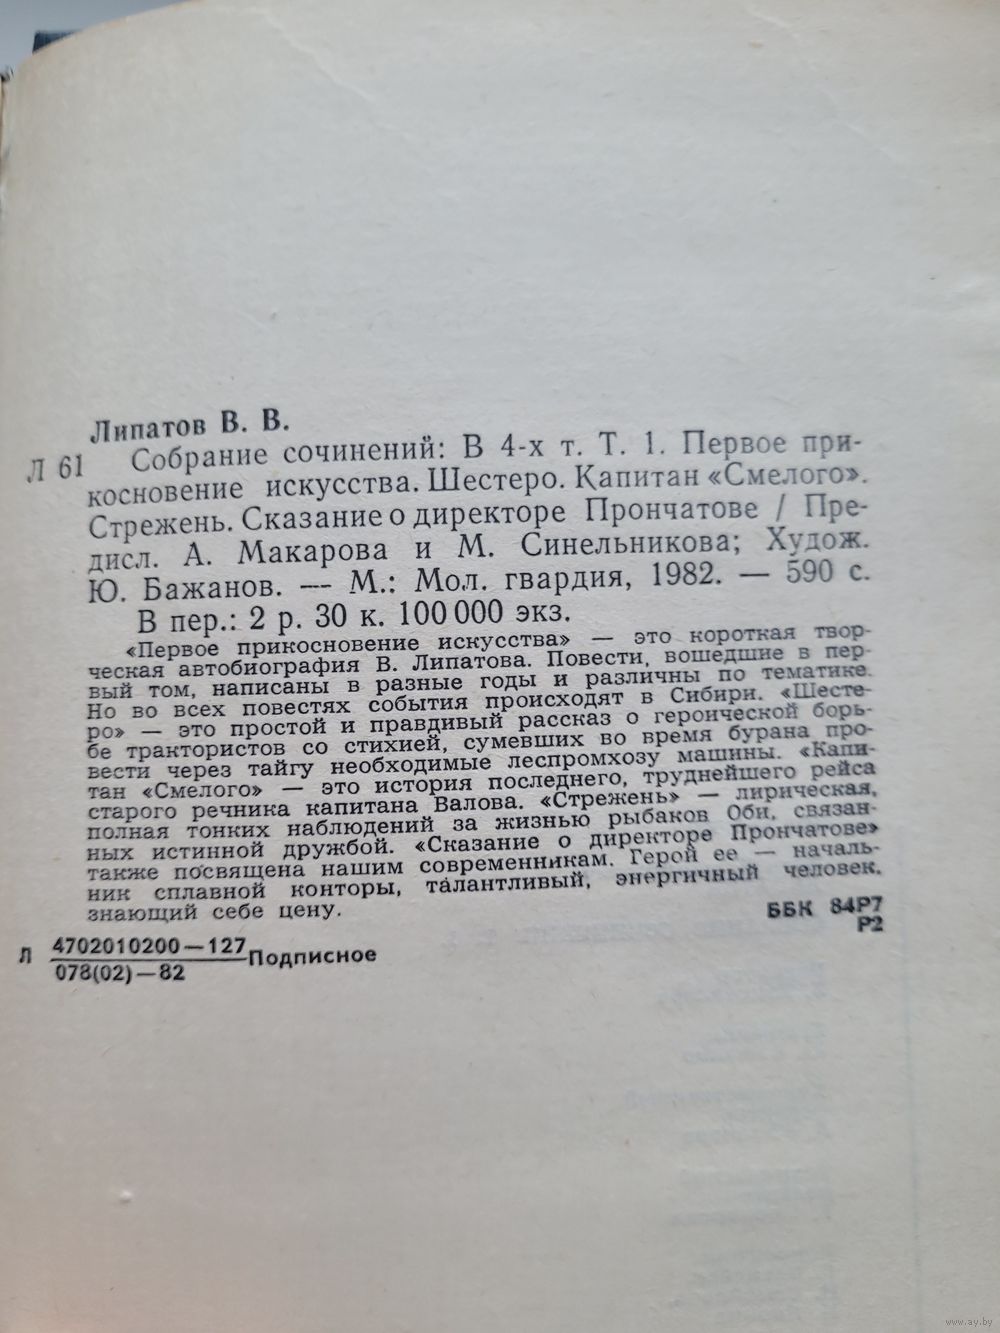 Липатов В. В.
Л 61 Собрание сочинений: В 4-х т. Т. 1. Первое при-
косновение искусства. Шестеро. Капитан «Смелого».
Стрежень. Сказание о директоре Прончатове / Пре-
дисл. А. Макарова и М. Синельникова; Худож.
Ю. Бажанов. — М.: Мол. гвардия, 1982. — 590 с.
В пер.: 2 р. 30 к. 100 000 экз.
«Первое прикосновение искусства» — это короткая твор-
ческая автобиография В. Липатова. Повести, вошедшие в пер-
вый том, написаны в разные годы и различны по тематике.
Но во всех повестях события происходят в Сибири. «Шесте-
ро» — это простой и правдивый рассказ о героической борь-
бе трактористов со стихией, сумевших во время бурана про-
вести через тайгу необходимые леспромхозу машины. «Капи-
тан «Смелого» — это история последнего, труднейшего рейса
старого речника капитана Валова. «Стрежень» — лирическая,
полная тонких наблюдений за жизнью рыбаков Оби, связан-
ных истинной дружбой. «Сказание о директоре Прончатове»
также посвящена нашим современникам. Герой ее — началь-
ник сплавной конторы, талантливый, энергичный человек,
знающий себе цену.
ББК 84Р7
Р2
Л 4702010200—127 Подписное
078(02)—82
www.ay.by